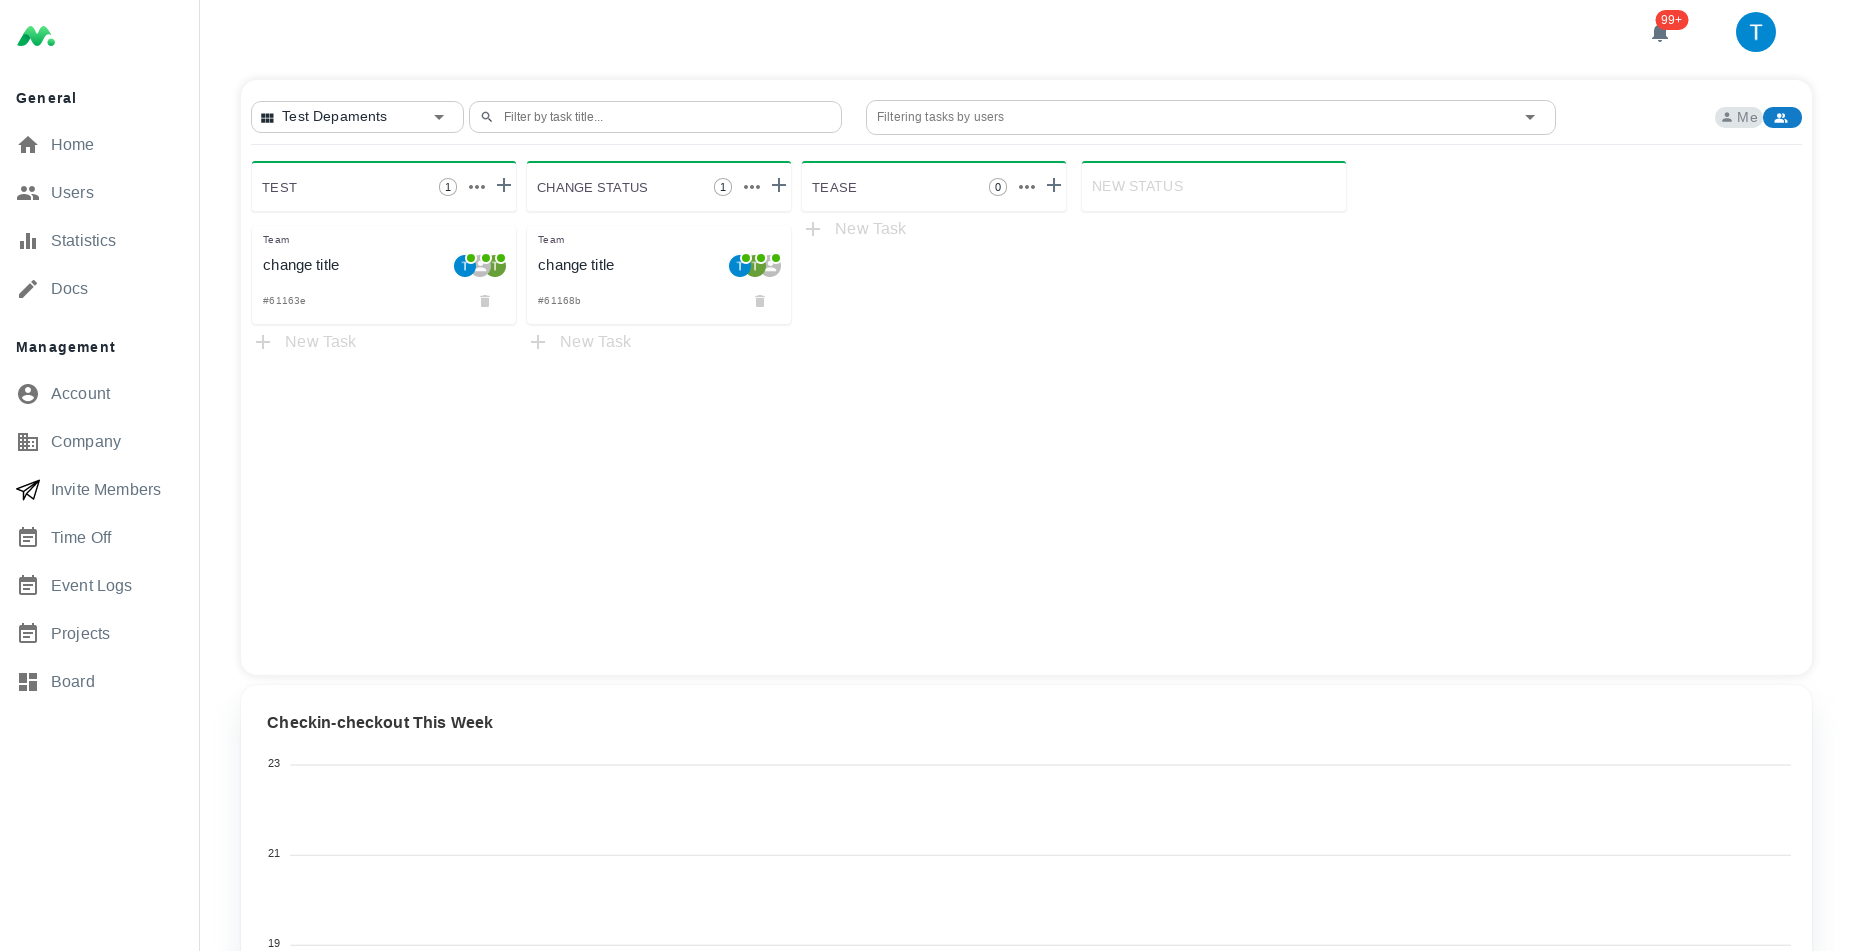 General
Home
Users
Statistics
Docs
Management
Account
Company
Invite Members
Time Off
Event Logs
Projects
Board
99+
T
Test Depaments
Filter by task title...
Filtering tasks by users
Me
TEST
1
CHANGE STATUS
1
TEASE
0
NEW STATUS
Team
change title
T
T
#61163e
New Task
Team
change title
T
T
#61168b
New Task
New Task
Checkin-checkout This Week
23
21
19